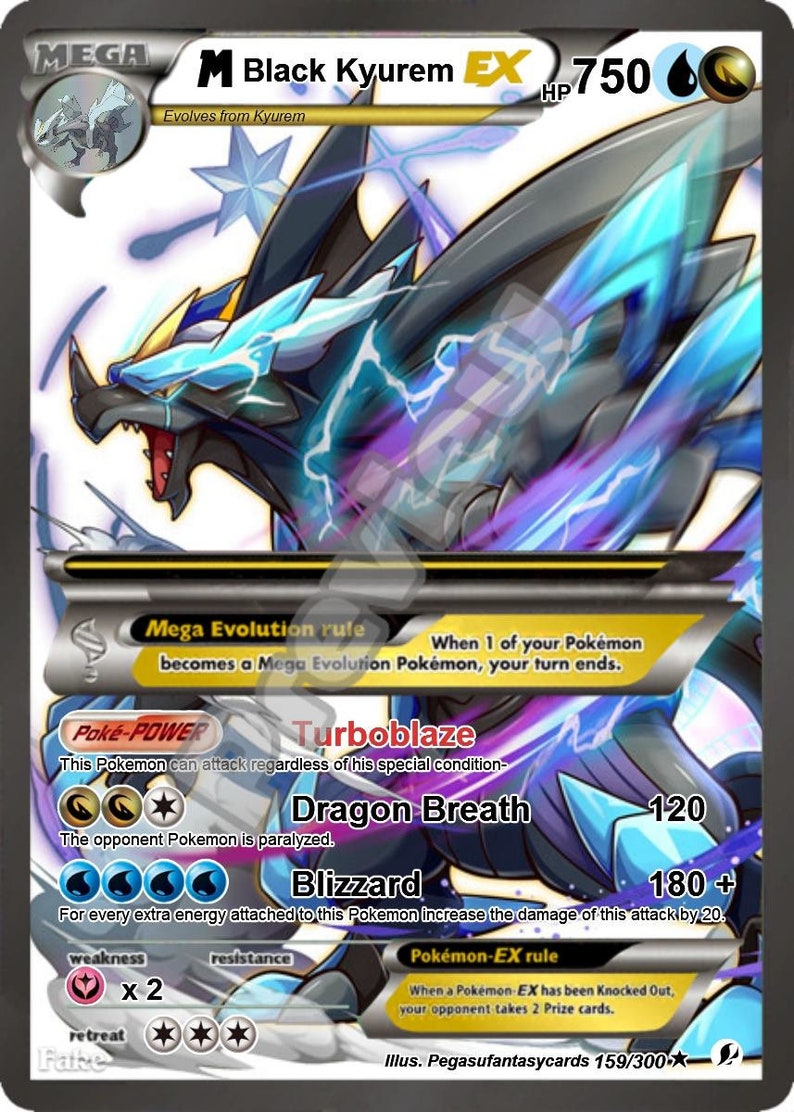 MEGA
M Black Kyurem EX HP 750
Evolves from Kyurem
Preview
Mega Evolution rule
When 1 of your Pokémon
becomes a Mega Evolution Pokémon, your turn ends.
Poké-POWER Turboblaze
This Pokemon can attack regardless of his special condition-
Dragon Breath 120
The opponent Pokemon is paralyzed.
Blizzard 180 +
For every extra energy attached to this Pokemon increase the damage of this attack by 20.
weakness resistance
x 2
Pokémon-EX rule
When a Pokémon-EX has been Knocked Out,
your opponent takes 2 Prize cards.
retreat
Fake
Illus. Pegasufantasycards 159/300